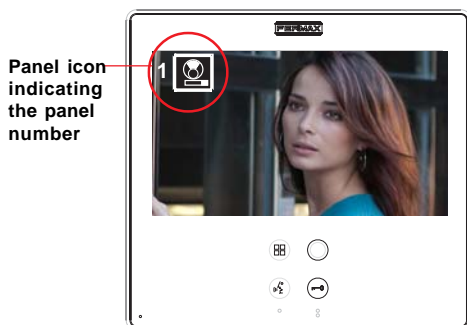 FERMAX
Panel icon
indicating
the panel
number
1